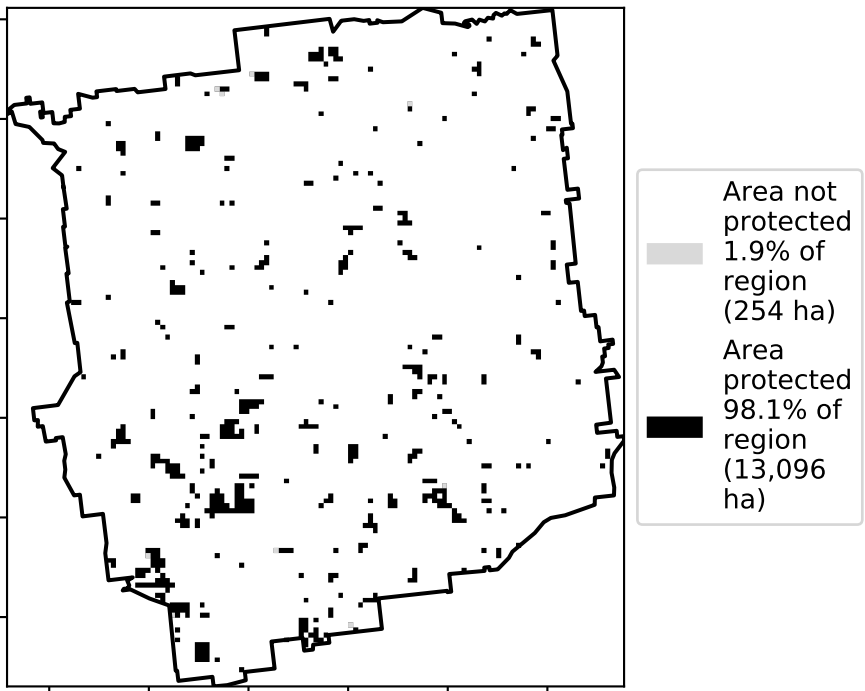 Area not
protected
1.9% of
region
(254 ha)
Area
protected
98.1% of
region
(13,096
ha)